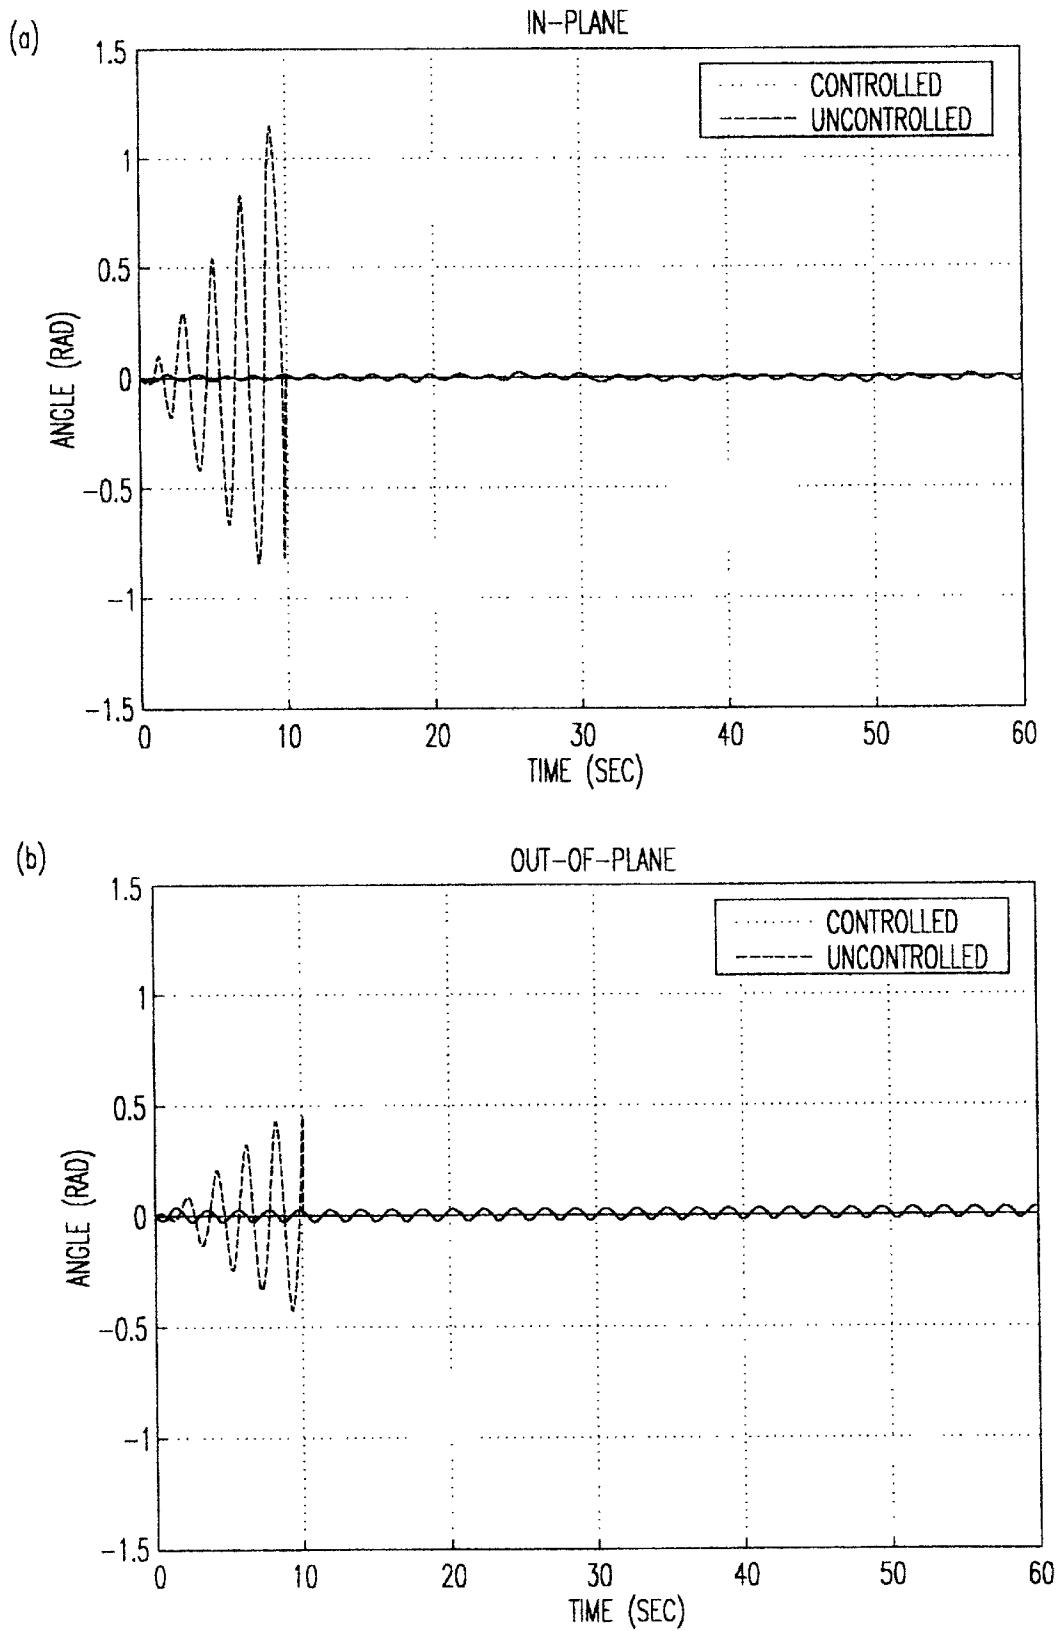 (a)
IN-PLANE
CONTROLLED
UNCONTROLLED
1.5
1
0.5
0
-0.5
-1
-1.5
ANGLE (RAD)
0 10 20 30 40 50 60
TIME (SEC)
(b)
OUT-OF-PLANE
CONTROLLED
UNCONTROLLED
1.5
1
0.5
0
-0.5
-1
-1.5
ANGLE (RAD)
0 10 20 30 40 50 60
TIME (SEC)